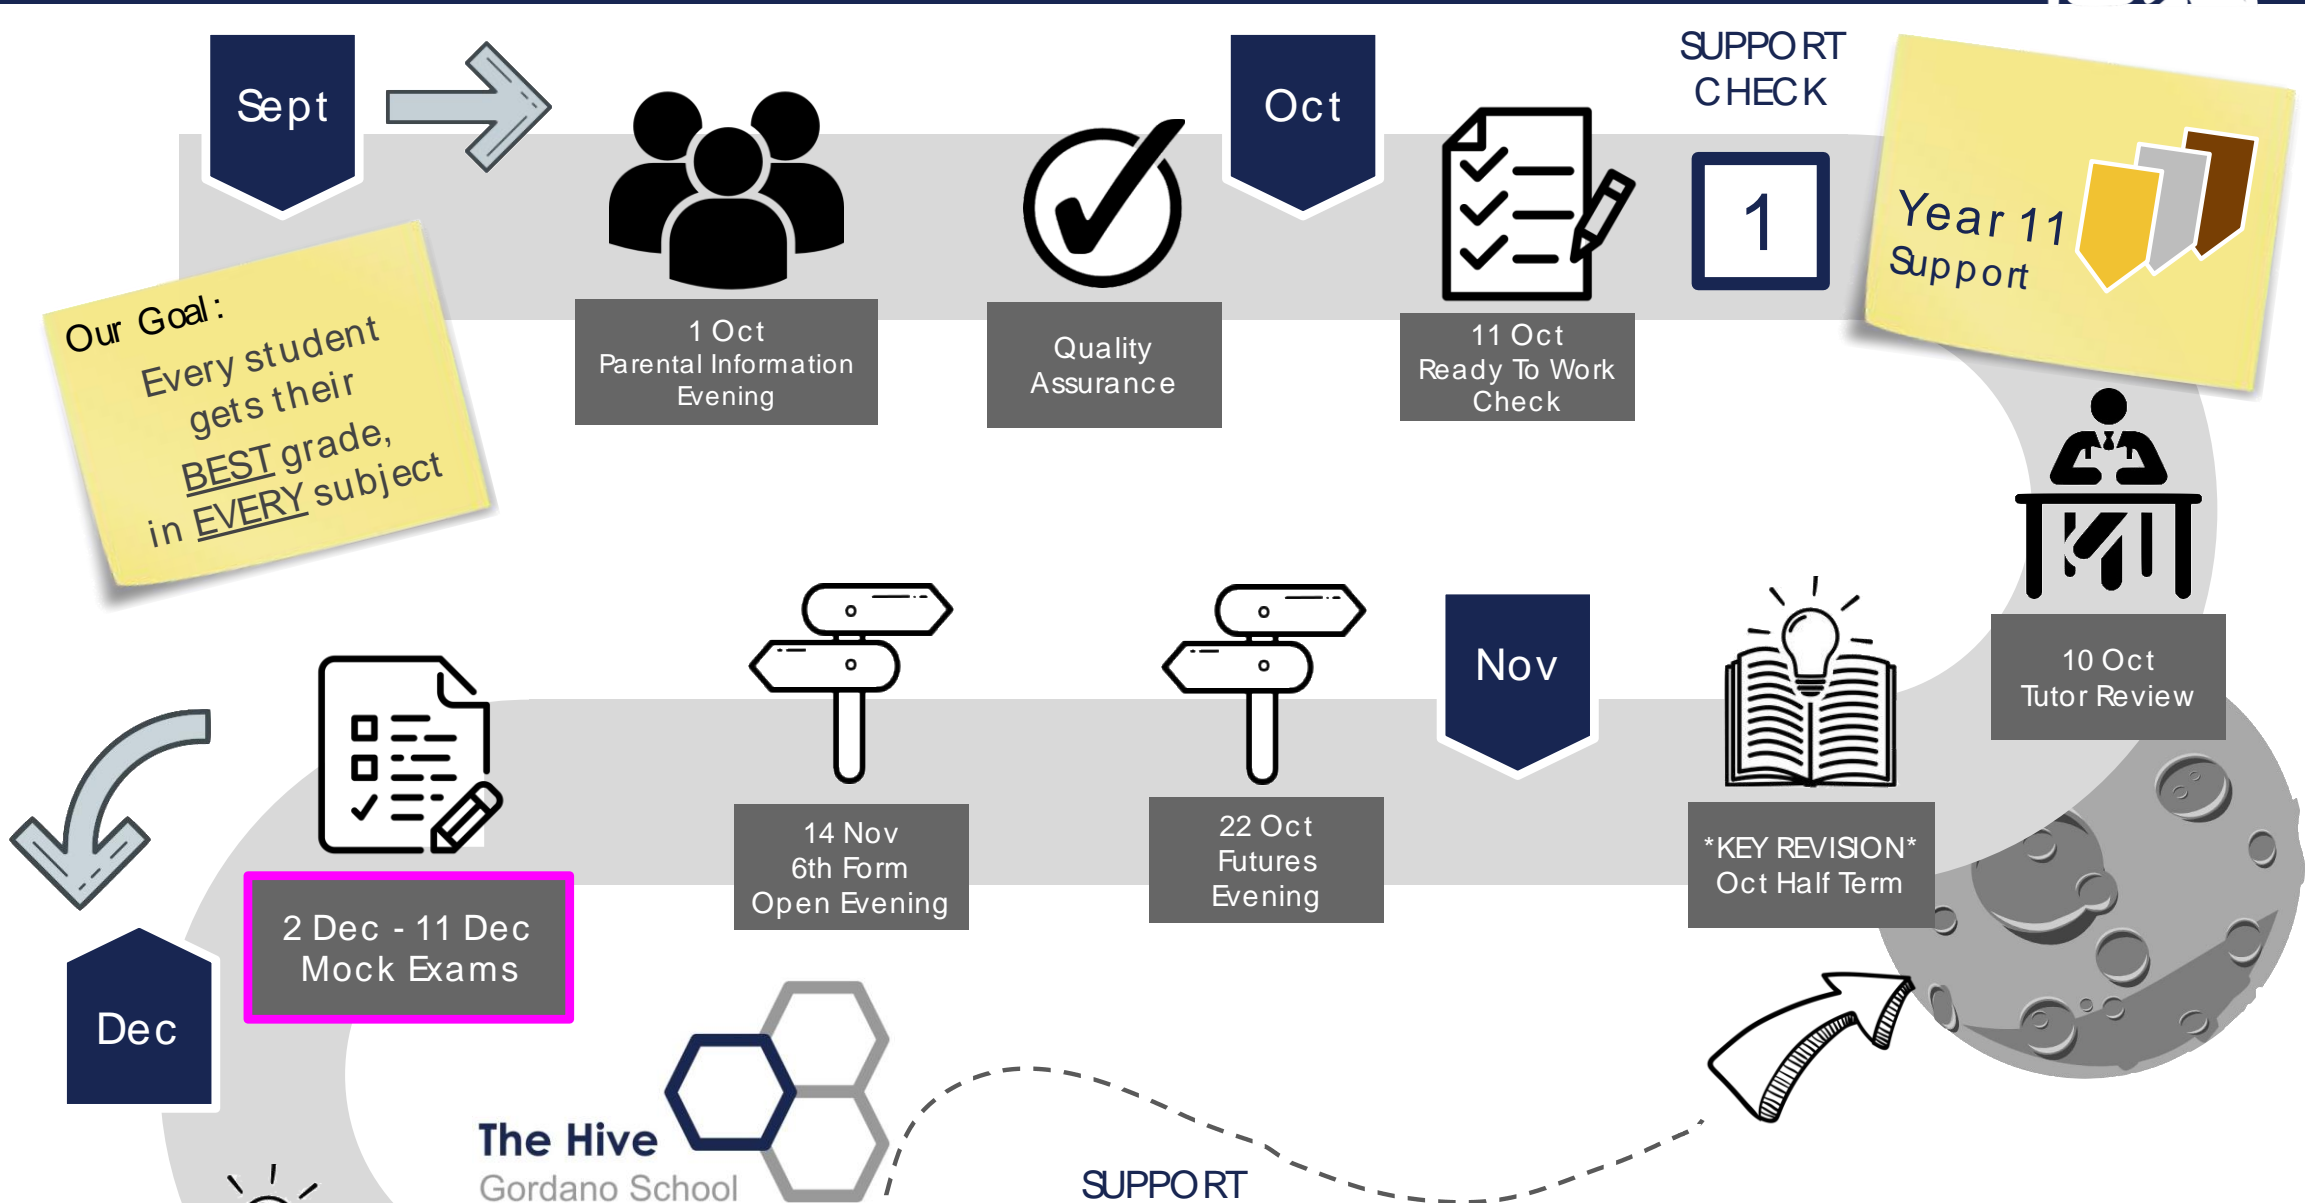 Sept
Oct
SUPPORT
CHECK
1
Year 11
Support
Our Goal:
Every student
gets their
BEST grade,
in EVERY subject
1 Oct
Parental Information
Evening
Quality
Assurance
11 Oct
Ready To Work
Check
10 Oct
Tutor Review
Nov
*KEY REVISION*
Oct Half Term
22 Oct
Futures
Evening
14 Nov
6th Form
Open Evening
2 Dec - 11 Dec
Mock Exams
Dec
The Hive
Gordano School
SUPPORT